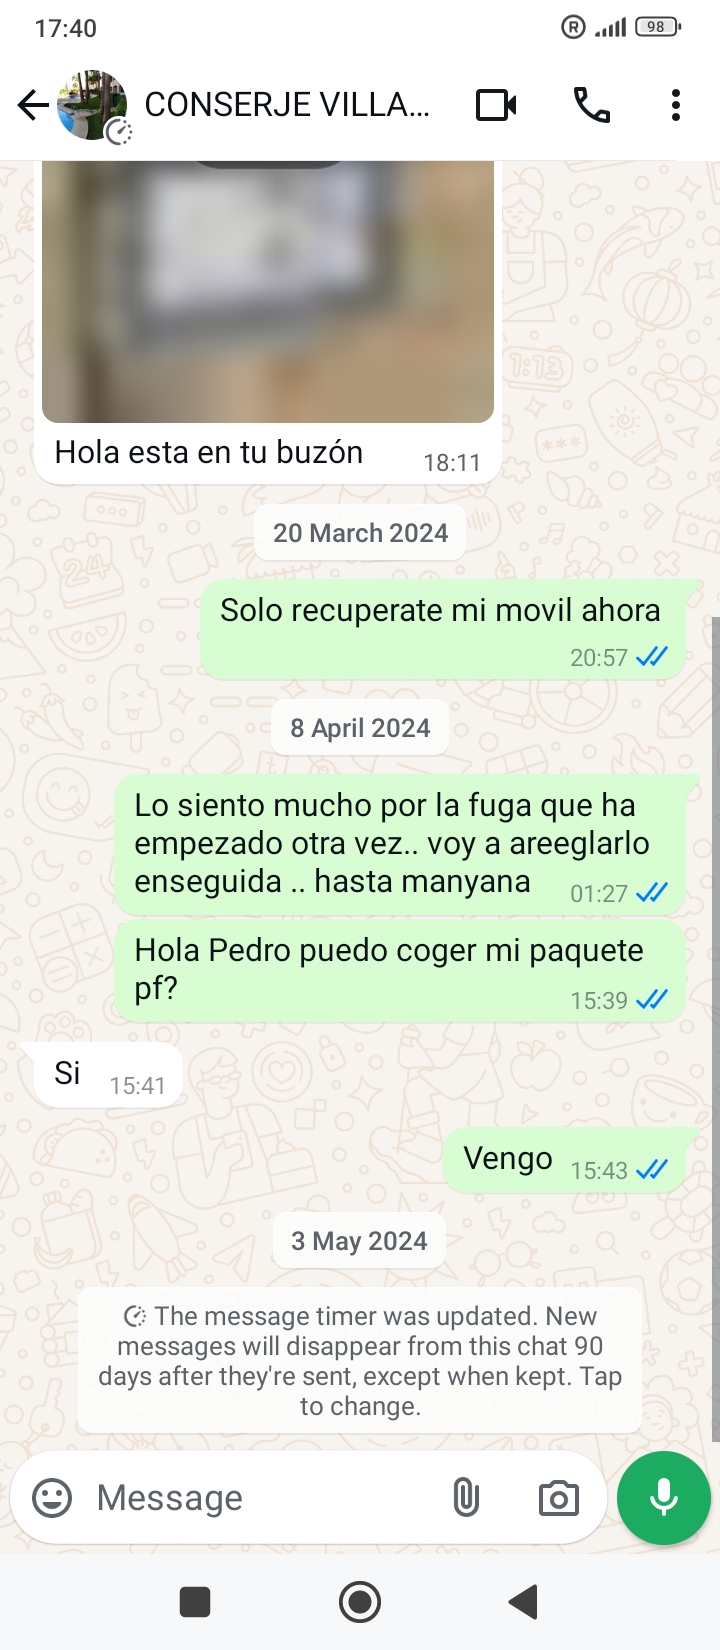 17:40
R
98
CONSERJE VILLA...
Hola esta en tu buzón
18:11
20 March 2024
Solo recuperate mi movil ahora
20:57
8 April 2024
Lo siento mucho por la fuga que ha
empezado otra vez.. voy a areeglarlo
enseguida .. hasta manyana
01:27
Hola Pedro puedo coger mi paquete
pf?
15:39
Si
15:41
Vengo
15:43
3 May 2024
The message timer was updated. New
messages will disappear from this chat 90
days after they're sent, except when kept. Tap
to change.
Message